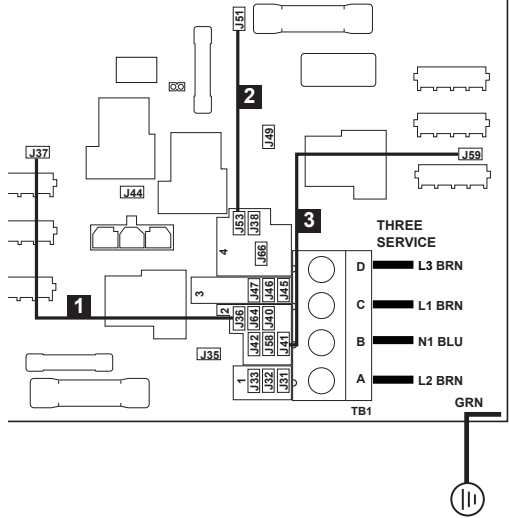 J51
2
J49
J37
J59
J44
J53
J38
3
THREE
SERVICE
4
J66
D
L3 BRN
3
J47
J46
J45
1
C
L1 BRN
2
J36
J64
J40
J42
J58
J41
B
N1 BLU
J35
1
J33
J32
J31
A
L2 BRN
TB1
GRN